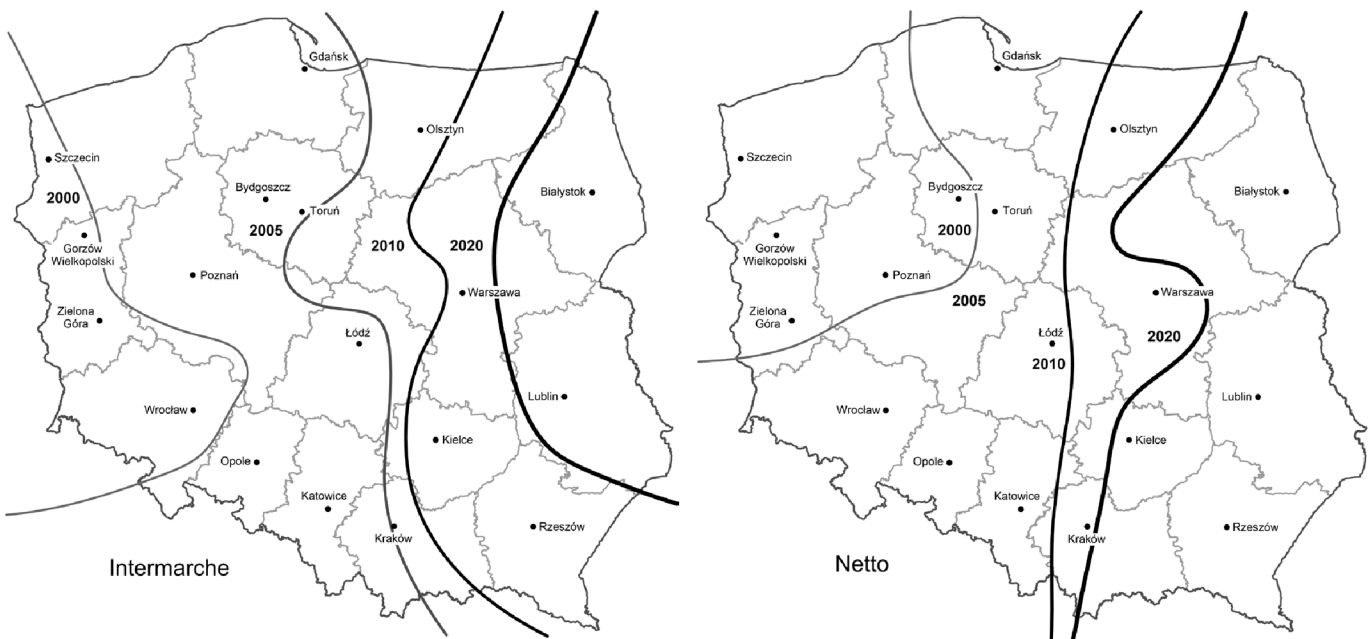 Gdańsk
Olsztyn
Szczecin
Bydgoszcz
Białystok
2000
Toruń
2005
2010
2020
Gorzów
Wielkopolski
Poznań
Warszawa
Zielona
Góra
Łódź
Wrocław
Lublin
Kielce
Opole
Katowice
Kraków
Rzeszów
Intermarche
Gdańsk
Olsztyn
Szczecin
Bydgoszcz
Białystok
Toruń
2000
Gorzów
Wielkopolski
Poznań
Warszawa
2005
Zielona
Góra
Łódź
2020
2010
Wrocław
Lublin
Kielce
Opole
Katowice
Kraków
Rzeszów
Netto